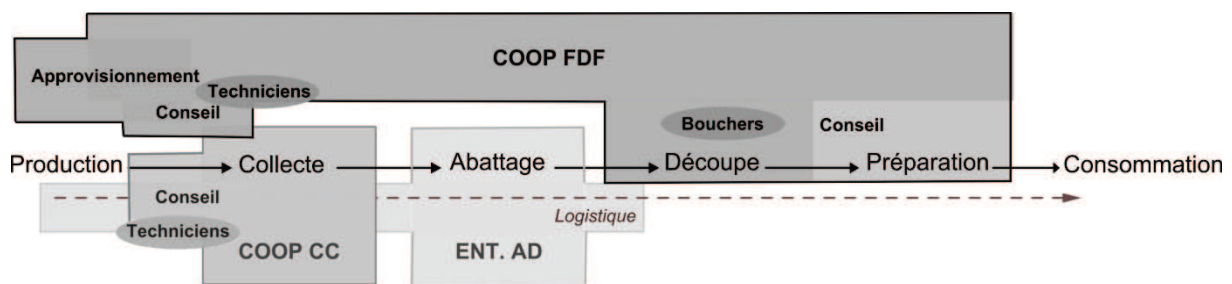 COOP FDF
Approvisionnement
Techniciens
Conseil
Bouchers
Conseil
Production
Collecte
Abattage
Découpe
Préparation
Consommation
Conseil
Logistique
Techniciens
COOP CC
ENT. AD